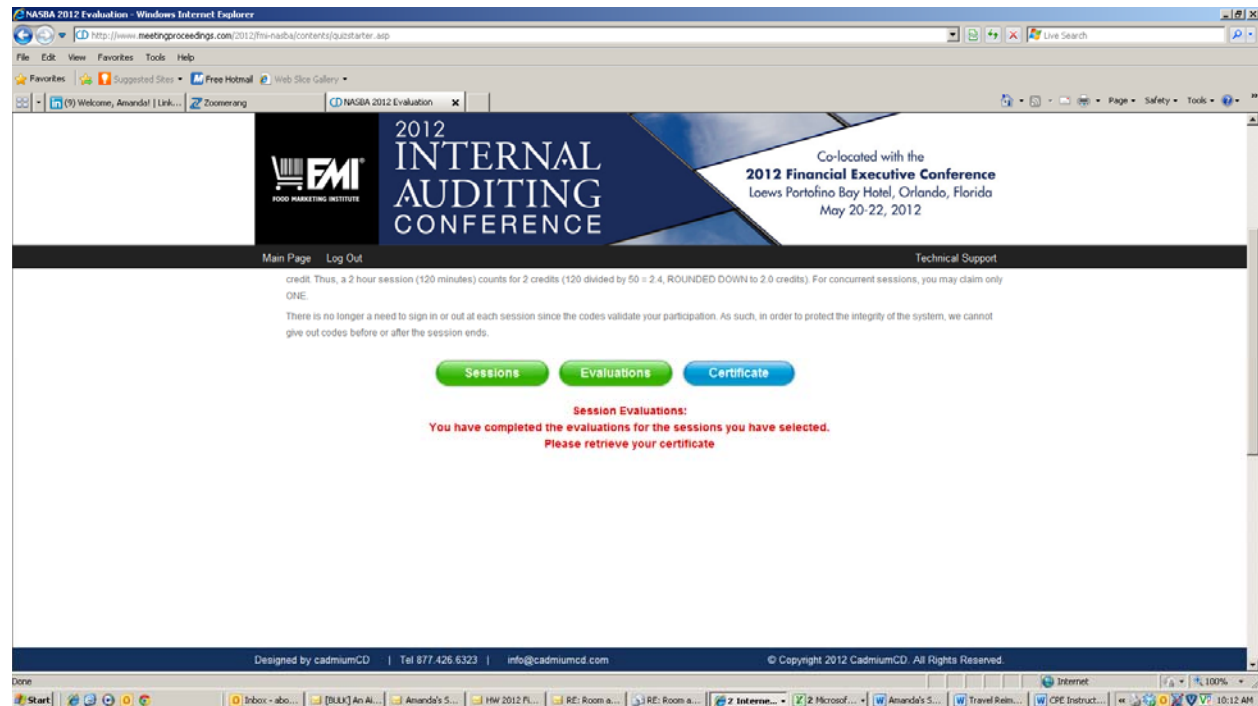 NASBA 2012 Evaluation - Windows Internet Explorer
http://www.meetingproceedings.com/2012/fmi-nasba/contents/quizstarter.asp
Live Search
File Edit View Favorites Tools Help
Favorites Suggested Sites Free Hotmail Web Slice Gallery
(9) Welcome, Amanda! | Link... Zoomerang NASBA 2012 Evaluation Page Safety Tools
FMI
FOOD MARKETING INSTITUTE
2012
INTERNAL
AUDITING
CONFERENCE
Co-located with the
2012 Financial Executive Conference
Loews Portofino Bay Hotel, Orlando, Florida
May 20-22, 2012
Main Page Log Out Technical Support
credit. Thus, a 2 hour session (120 minutes) counts for 2 credits (120 divided by 50 = 2.4, ROUNDED DOWN to 2.0 credits). For concurrent sessions, you may claim only
ONE.
There is no longer a need to sign in or out at each session since the codes validate your participation. As such, in order to protect the integrity of the system, we cannot
give out codes before or after the session ends.
Sessions Evaluations Certificate
Session Evaluations:
You have completed the evaluations for the sessions you have selected.
Please retrieve your certificate
Designed by cadmiumCD | Tel 877.426.6323 | info@cadmiumcd.com © Copyright 2012 CadmiumCD. All Rights Reserved.
Done Internet 100%
Start Inbox - abo... [BULK] An Ai... Amanda's S... HW 2012 Fi... RE: Room a... RE: Room a... 2 Interne... 2 Microsof... Amanda's S... Travel Reim... CPE Instruct... 10:12 AM